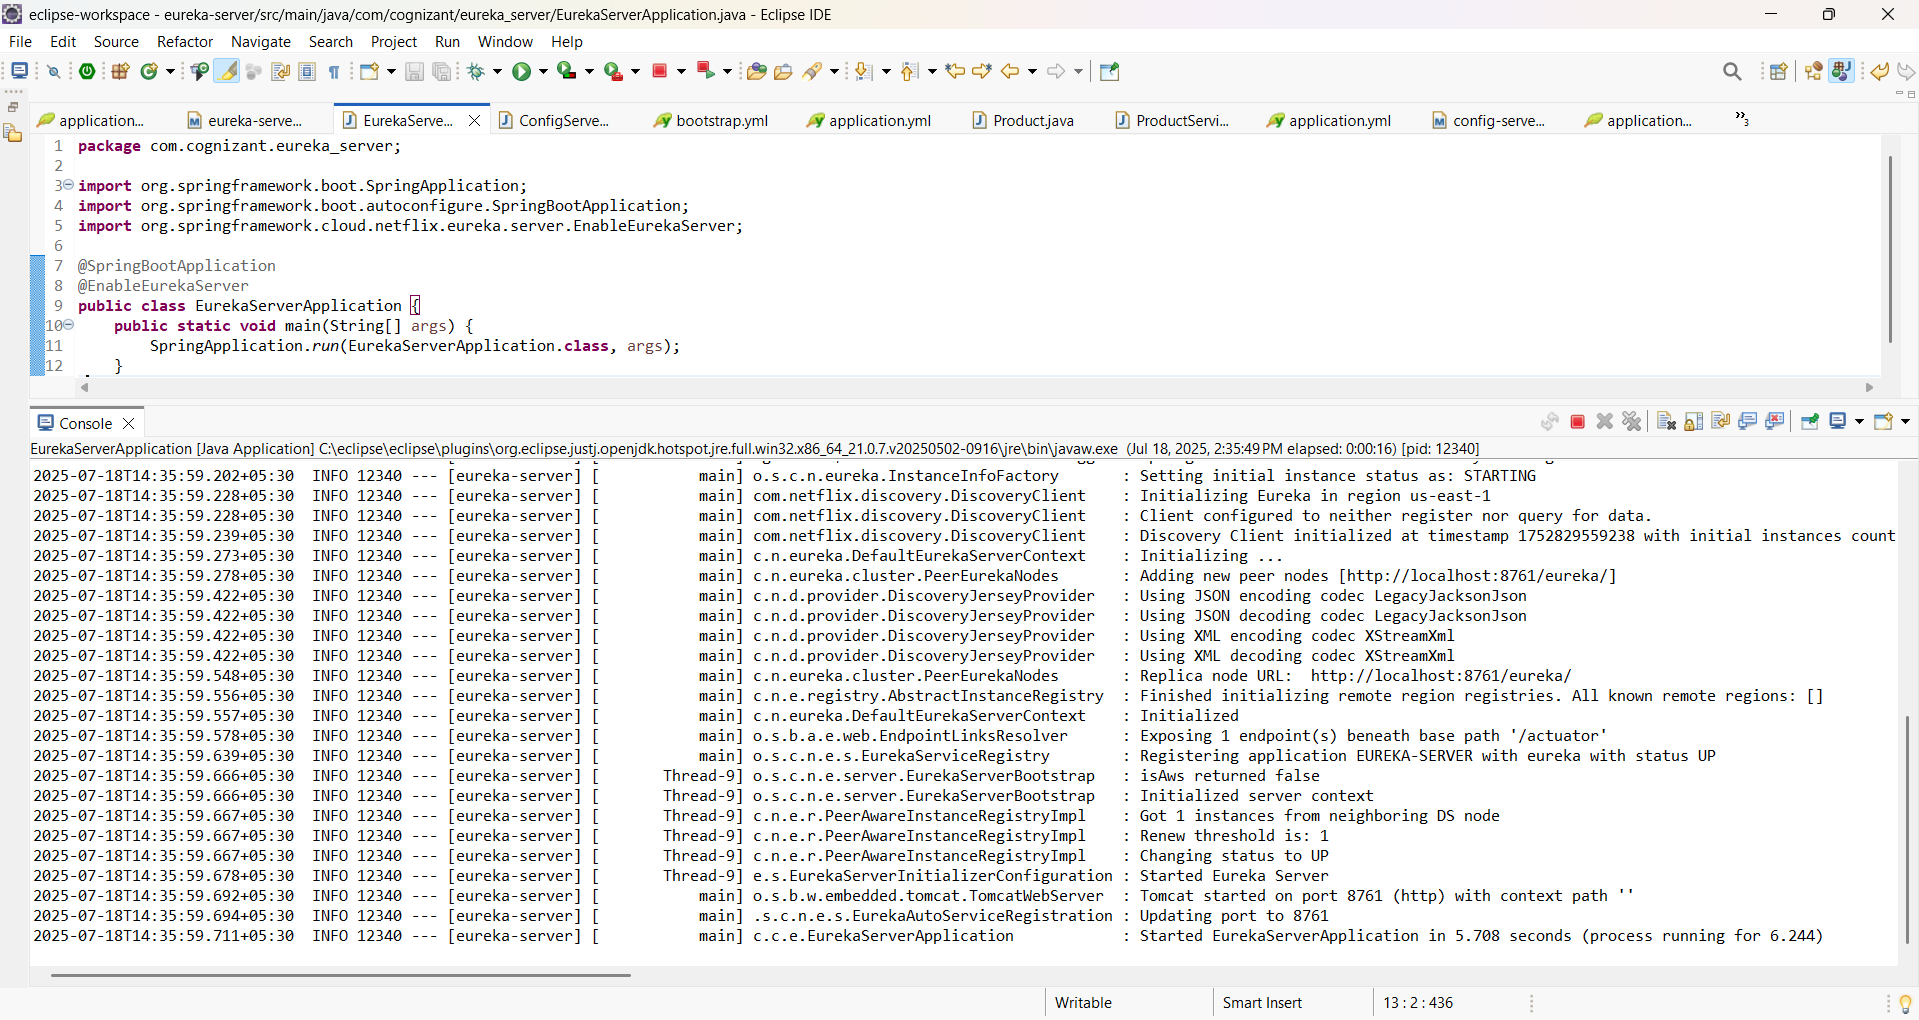 eclipse-workspace - eureka-server/src/main/java/com/cognizant/eureka_server/EurekaServerApplication.java - Eclipse IDE
File Edit Source Refactor Navigate Search Project Run Window Help
application... eureka-serve... EurekaServe... ConfigServe... bootstrap.yml application.yml Product.java ProductServi... application.yml config-serve... application... »3
1 package com.cognizant.eureka_server;
2
3 import org.springframework.boot.SpringApplication;
4 import org.springframework.boot.autoconfigure.SpringBootApplication;
5 import org.springframework.cloud.netflix.eureka.server.EnableEurekaServer;
6
7 @SpringBootApplication
8 @EnableEurekaServer
9 public class EurekaServerApplication {
10 public static void main(String[] args) {
11 SpringApplication.run(EurekaServerApplication.class, args);
12 }
Console
EurekaServerApplication [Java Application] C:\eclipse\eclipse\plugins\org.eclipse.justj.openjdk.hotspot.jre.full.win32.x86_64_21.0.7.v20250502-0916\jre\bin\javaw.exe (Jul 18, 2025, 2:35:49 PM elapsed: 0:00:16) [pid: 12340]
2025-07-18T14:35:59.202+05:30 INFO 12340 --- [eureka-server] [ main] o.s.c.n.eureka.InstanceInfoFactory : Setting initial instance status as: STARTING
2025-07-18T14:35:59.228+05:30 INFO 12340 --- [eureka-server] [ main] com.netflix.discovery.DiscoveryClient : Initializing Eureka in region us-east-1
2025-07-18T14:35:59.228+05:30 INFO 12340 --- [eureka-server] [ main] com.netflix.discovery.DiscoveryClient : Client configured to neither register nor query for data.
2025-07-18T14:35:59.239+05:30 INFO 12340 --- [eureka-server] [ main] com.netflix.discovery.DiscoveryClient : Discovery Client initialized at timestamp 1752829559238 with initial instances count
2025-07-18T14:35:59.273+05:30 INFO 12340 --- [eureka-server] [ main] c.n.eureka.DefaultEurekaServerContext : Initializing ...
2025-07-18T14:35:59.278+05:30 INFO 12340 --- [eureka-server] [ main] c.n.eureka.cluster.PeerEurekaNodes : Adding new peer nodes [http://localhost:8761/eureka/]
2025-07-18T14:35:59.422+05:30 INFO 12340 --- [eureka-server] [ main] c.n.d.provider.DiscoveryJerseyProvider : Using JSON encoding codec LegacyJacksonJson
2025-07-18T14:35:59.422+05:30 INFO 12340 --- [eureka-server] [ main] c.n.d.provider.DiscoveryJerseyProvider : Using JSON decoding codec LegacyJacksonJson
2025-07-18T14:35:59.422+05:30 INFO 12340 --- [eureka-server] [ main] c.n.d.provider.DiscoveryJerseyProvider : Using XML encoding codec XStreamXml
2025-07-18T14:35:59.422+05:30 INFO 12340 --- [eureka-server] [ main] c.n.d.provider.DiscoveryJerseyProvider : Using XML decoding codec XStreamXml
2025-07-18T14:35:59.548+05:30 INFO 12340 --- [eureka-server] [ main] c.n.eureka.cluster.PeerEurekaNodes : Replica node URL: http://localhost:8761/eureka/
2025-07-18T14:35:59.556+05:30 INFO 12340 --- [eureka-server] [ main] c.n.e.registry.AbstractInstanceRegistry : Finished initializing remote region registries. All known remote regions: []
2025-07-18T14:35:59.557+05:30 INFO 12340 --- [eureka-server] [ main] c.n.eureka.DefaultEurekaServerContext : Initialized
2025-07-18T14:35:59.578+05:30 INFO 12340 --- [eureka-server] [ main] o.s.b.a.e.web.EndpointLinksResolver : Exposing 1 endpoint(s) beneath base path '/actuator'
2025-07-18T14:35:59.639+05:30 INFO 12340 --- [eureka-server] [ main] o.s.c.n.e.s.EurekaServiceRegistry : Registering application EUREKA-SERVER with eureka with status UP
2025-07-18T14:35:59.666+05:30 INFO 12340 --- [eureka-server] [ Thread-9] o.s.c.n.e.server.EurekaServerBootstrap : isAws returned false
2025-07-18T14:35:59.666+05:30 INFO 12340 --- [eureka-server] [ Thread-9] o.s.c.n.e.server.EurekaServerBootstrap : Initialized server context
2025-07-18T14:35:59.667+05:30 INFO 12340 --- [eureka-server] [ Thread-9] c.n.e.r.PeerAwareInstanceRegistryImpl : Got 1 instances from neighboring DS node
2025-07-18T14:35:59.667+05:30 INFO 12340 --- [eureka-server] [ Thread-9] c.n.e.r.PeerAwareInstanceRegistryImpl : Renew threshold is: 1
2025-07-18T14:35:59.667+05:30 INFO 12340 --- [eureka-server] [ Thread-9] c.n.e.r.PeerAwareInstanceRegistryImpl : Changing status to UP
2025-07-18T14:35:59.678+05:30 INFO 12340 --- [eureka-server] [ Thread-9] e.s.EurekaServerInitializerConfiguration : Started Eureka Server
2025-07-18T14:35:59.692+05:30 INFO 12340 --- [eureka-server] [ main] o.s.b.w.embedded.tomcat.TomcatWebServer : Tomcat started on port 8761 (http) with context path ''
2025-07-18T14:35:59.694+05:30 INFO 12340 --- [eureka-server] [ main] .s.c.n.e.s.EurekaAutoServiceRegistration : Updating port to 8761
2025-07-18T14:35:59.711+05:30 INFO 12340 --- [eureka-server] [ main] c.c.e.EurekaServerApplication : Started EurekaServerApplication in 5.708 seconds (process running for 6.244)
Writable Smart Insert 13 : 2 : 436